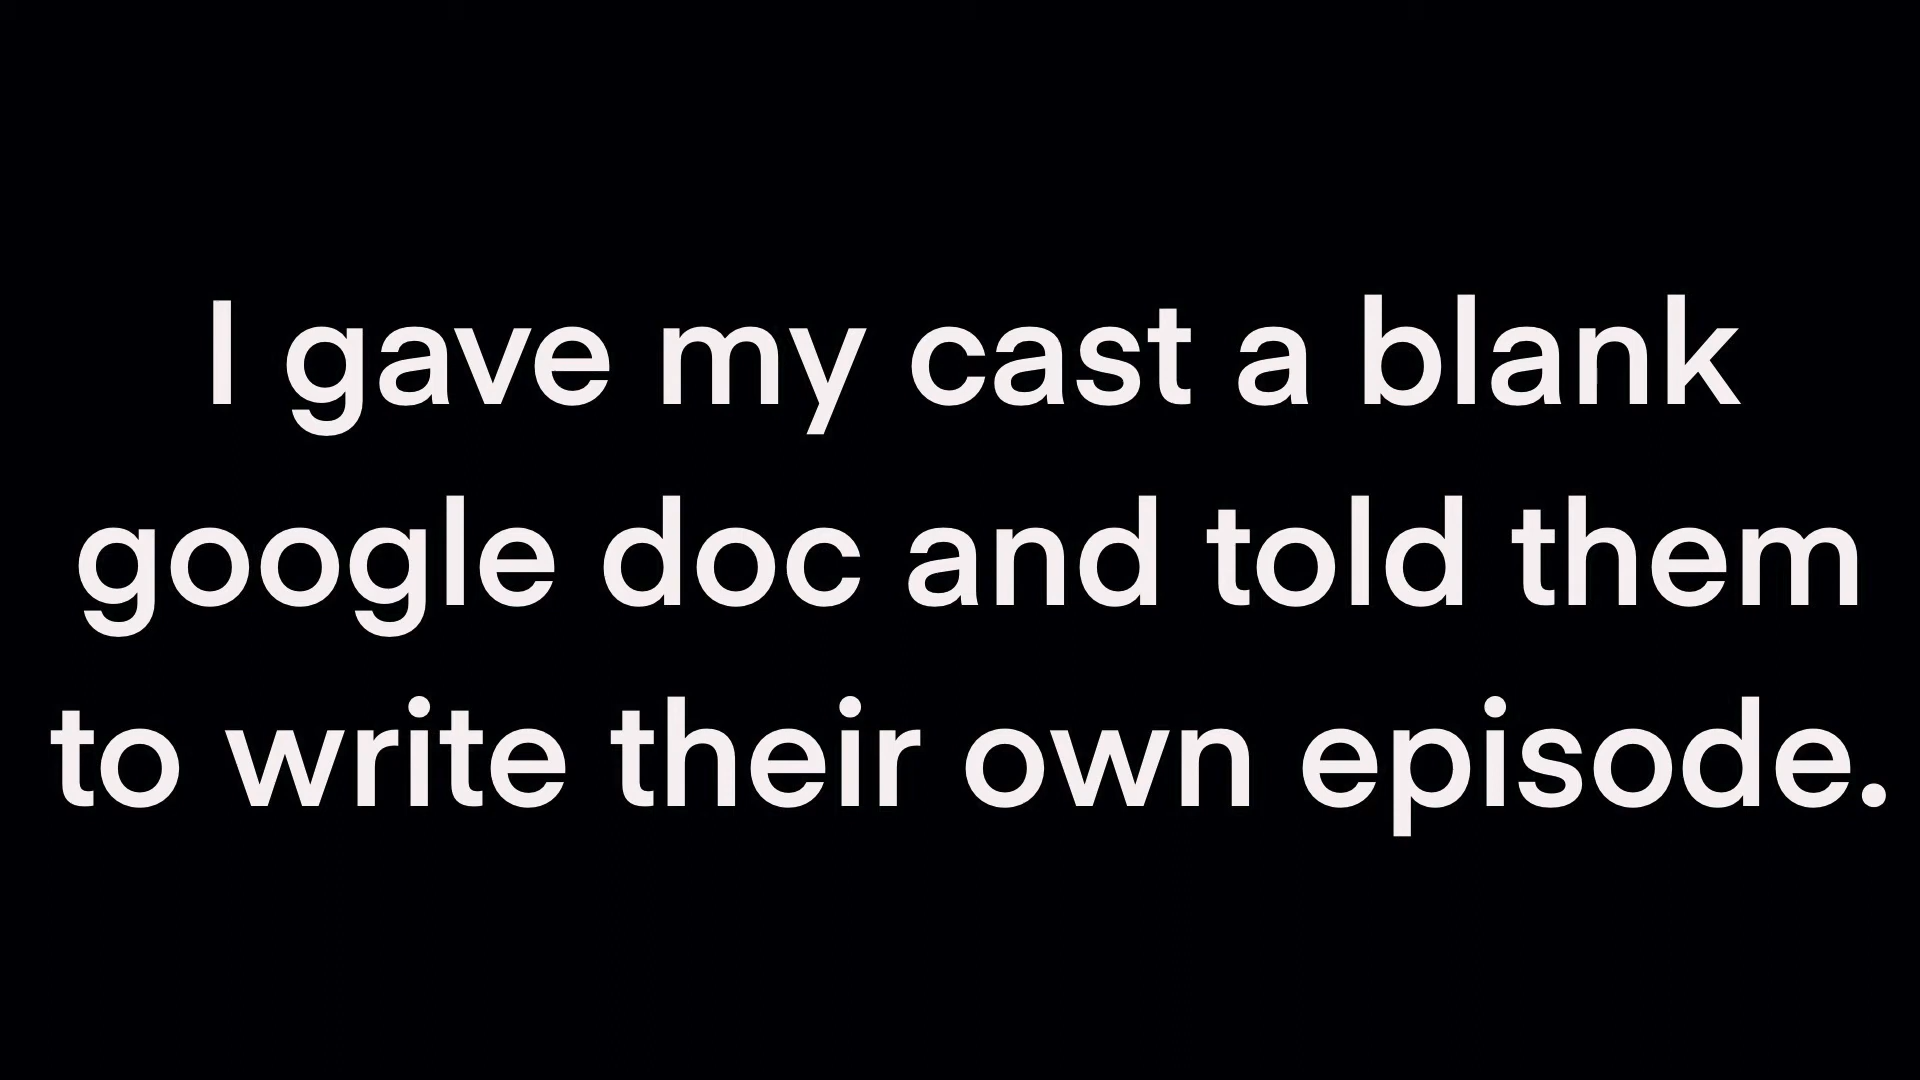 I gave my cast a blank
google doc and told them
to write their own episode.